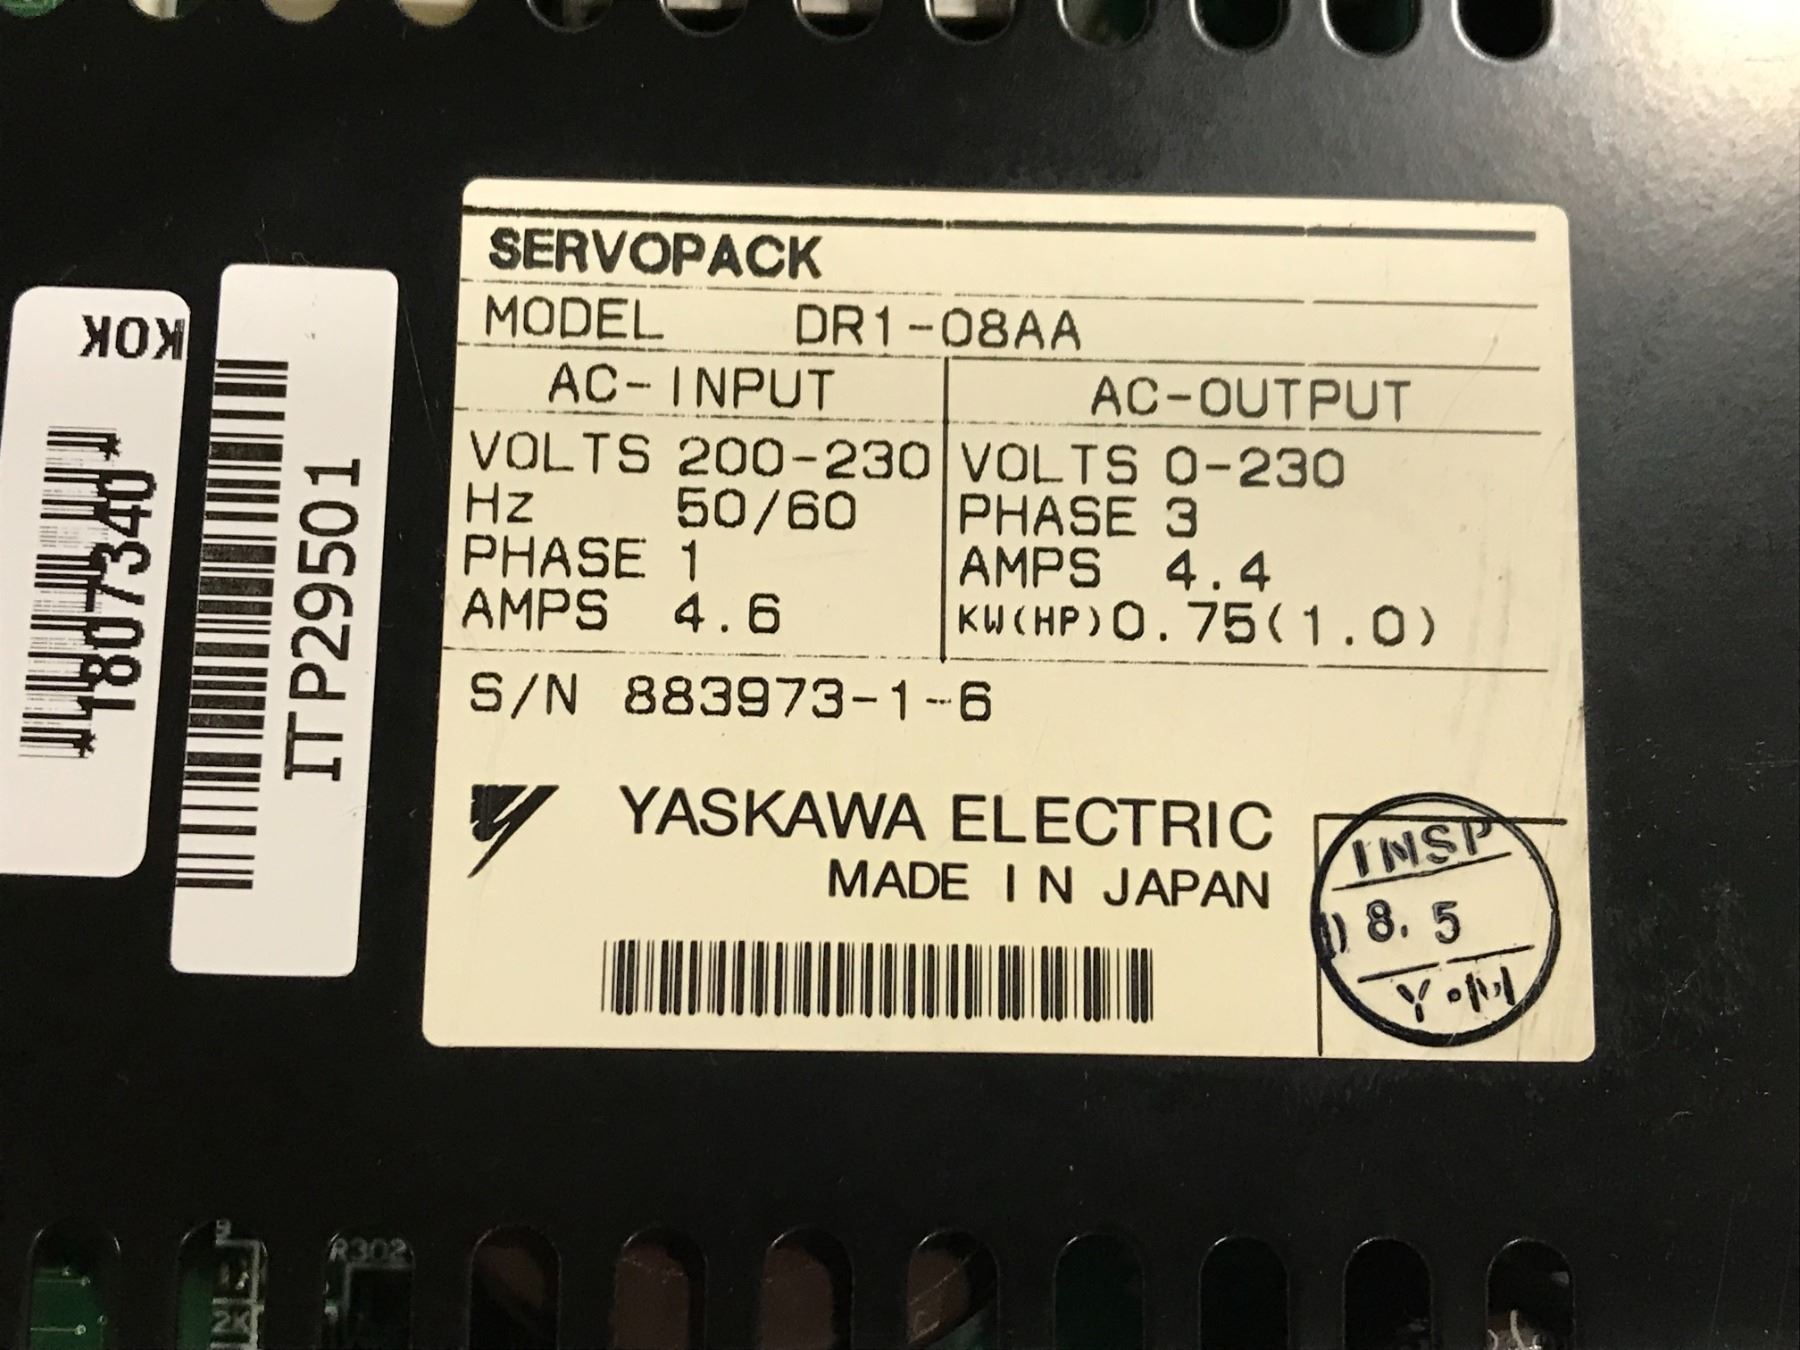 SERVOPACK
MODEL DR1-08AA
AC-INPUT AC-OUTPUT
VOLTS 200-230 VOLTS 0-230
Hz 50/60 PHASE 3
PHASE 1 AMPS 4.4
AMPS 4.6 KW(HP)0.75(1.0)
S/N 883973-1-6
YASKAWA ELECTRIC
MADE IN JAPAN
INSP
8.5
Y.M
KOK
*1807340*
ITP29501
R302
2K